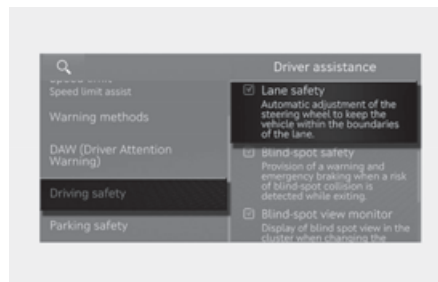 Driver assistance
Speed limit
Speed limit assist
Warning methods
DAW (Driver Attention
Warning)
Driving safety
Parking safety
Lane safety
Automatic adjustment of the
steering wheel to keep the
vehicle within the boundaries
of the lane.
Blind-spot safety
Provision of a warning and
emergency braking when a risk
of blind-spot collision is
detected while exiting.
Blind-spot view monitor
Display of blind spot view in the
cluster when changing the